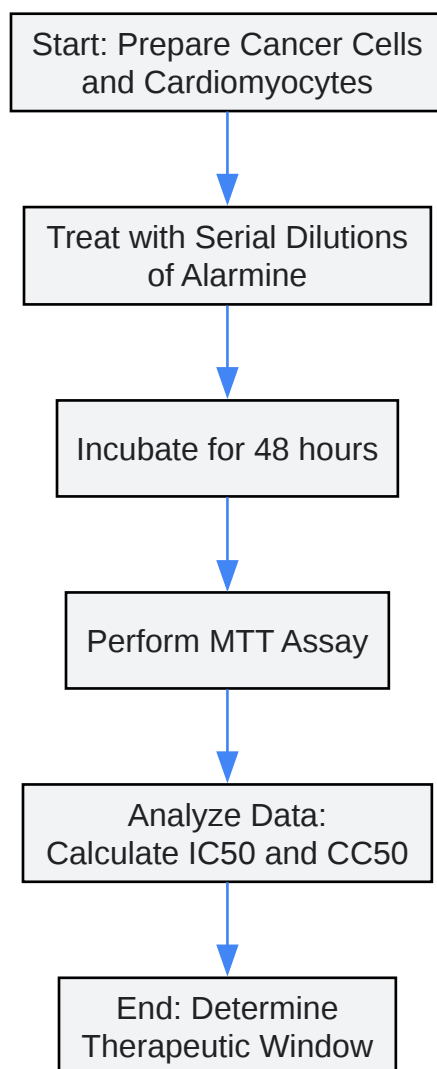 Start: Prepare Cancer Cells
and Cardiomyocytes
Treat with Serial Dilutions
of Alarmine
Incubate for 48 hours
Perform MTT Assay
Analyze Data:
Calculate IC50 and CC50
End: Determine
Therapeutic Window